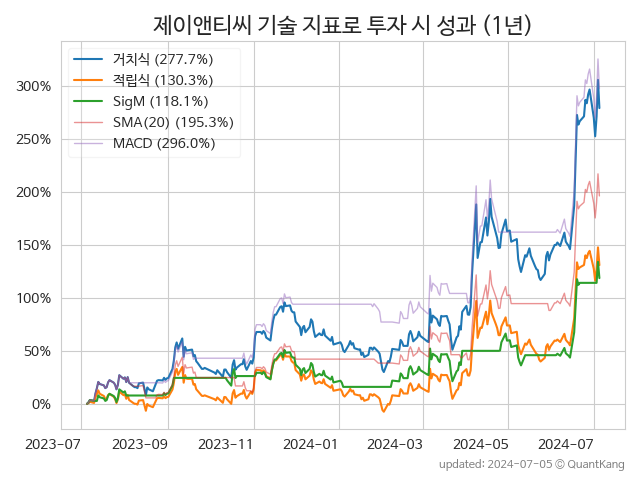 제이앤티씨 기술 지표로 투자 시 성과 (1년)
거치식 (277.7%)
적립식 (130.3%)
SigM (118.1%)
SMA(20) (195.3%)
MACD (296.0%)
300%
250%
200%
150%
100%
50%
0%
2023-07 2023-09 2023-11 2024-01 2024-03 2024-05 2024-07
updated: 2024-07-05 © QuantKang